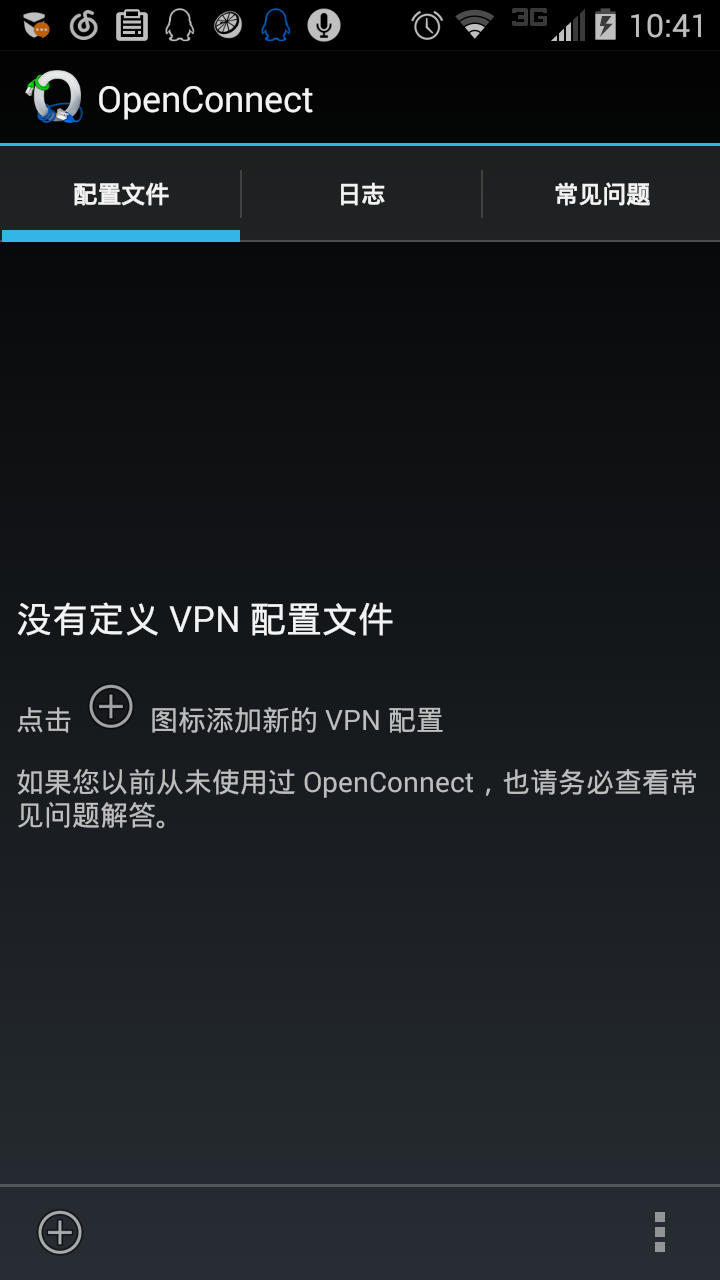 3G 10:41
OpenConnect
配置文件 日志 常见问题
没有定义 VPN 配置文件
点击 图标添加新的 VPN 配置
如果您以前从未使用过 OpenConnect，也请务必查看常
见问题解答。